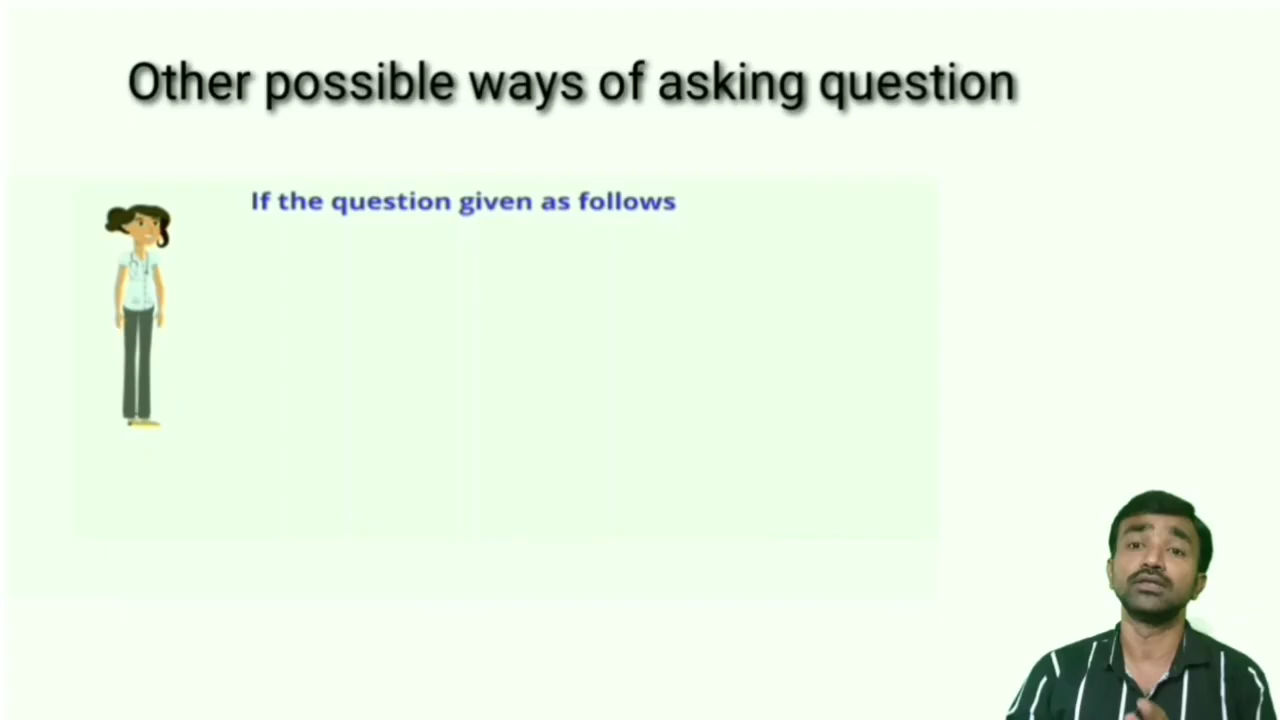 Other possible ways of asking question
If the question given as follows